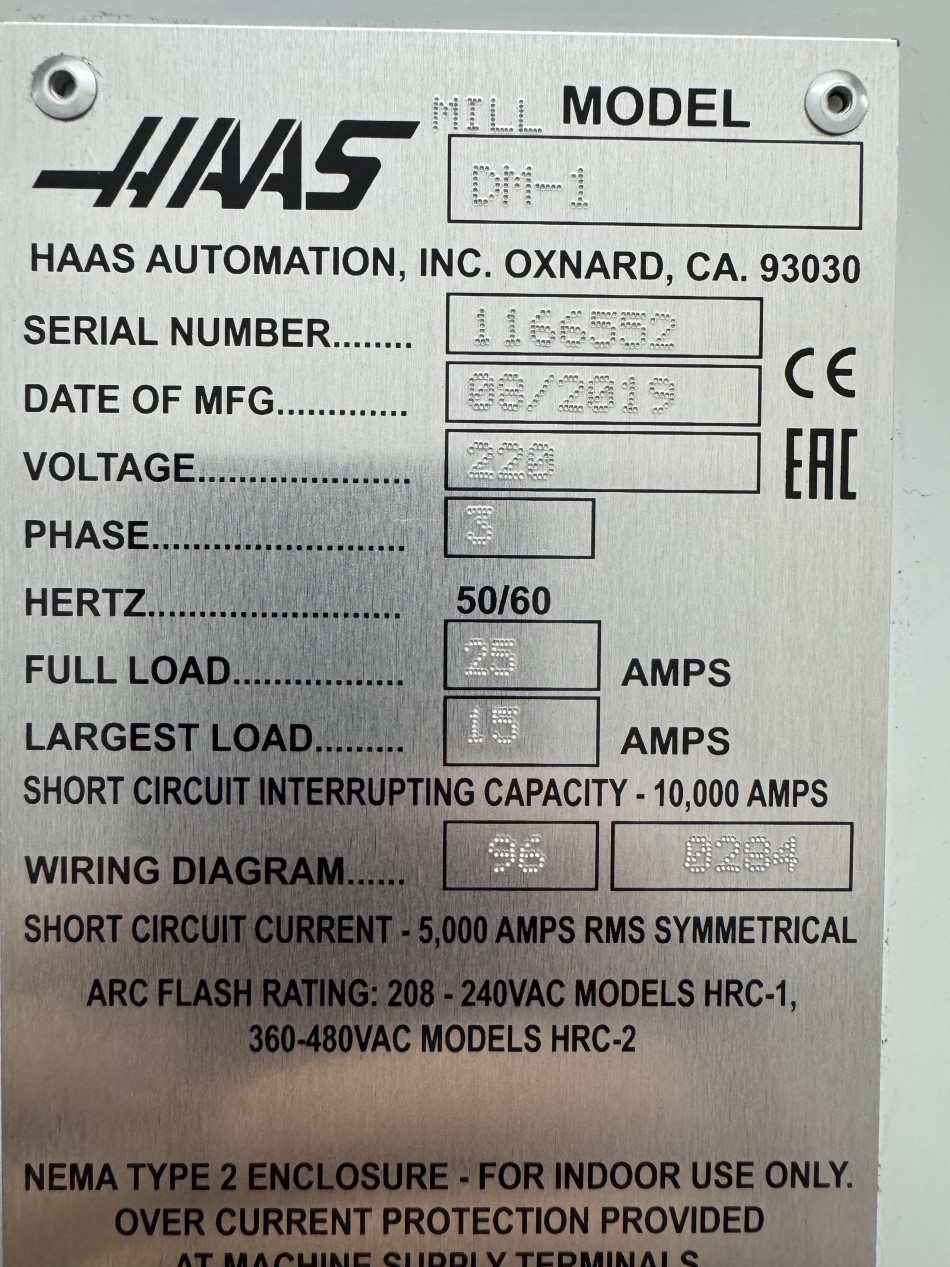 HAAS
MILL MODEL
DM-1
HAAS AUTOMATION, INC. OXNARD, CA. 93030
SERIAL NUMBER........ 1166552
DATE OF MFG............. 08/2019
CE
VOLTAGE..................... 220
EAC
PHASE......................... 3
HERTZ......................... 50/60
FULL LOAD................. 25 AMPS
LARGEST LOAD......... 15 AMPS
SHORT CIRCUIT INTERRUPTING CAPACITY - 10,000 AMPS
WIRING DIAGRAM...... 96 0284
SHORT CIRCUIT CURRENT - 5,000 AMPS RMS SYMMETRICAL
ARC FLASH RATING: 208 - 240VAC MODELS HRC-1,
360-480VAC MODELS HRC-2
NEMA TYPE 2 ENCLOSURE - FOR INDOOR USE ONLY.
OVER CURRENT PROTECTION PROVIDED
AT MACHINE SUPPLY TERMINALS